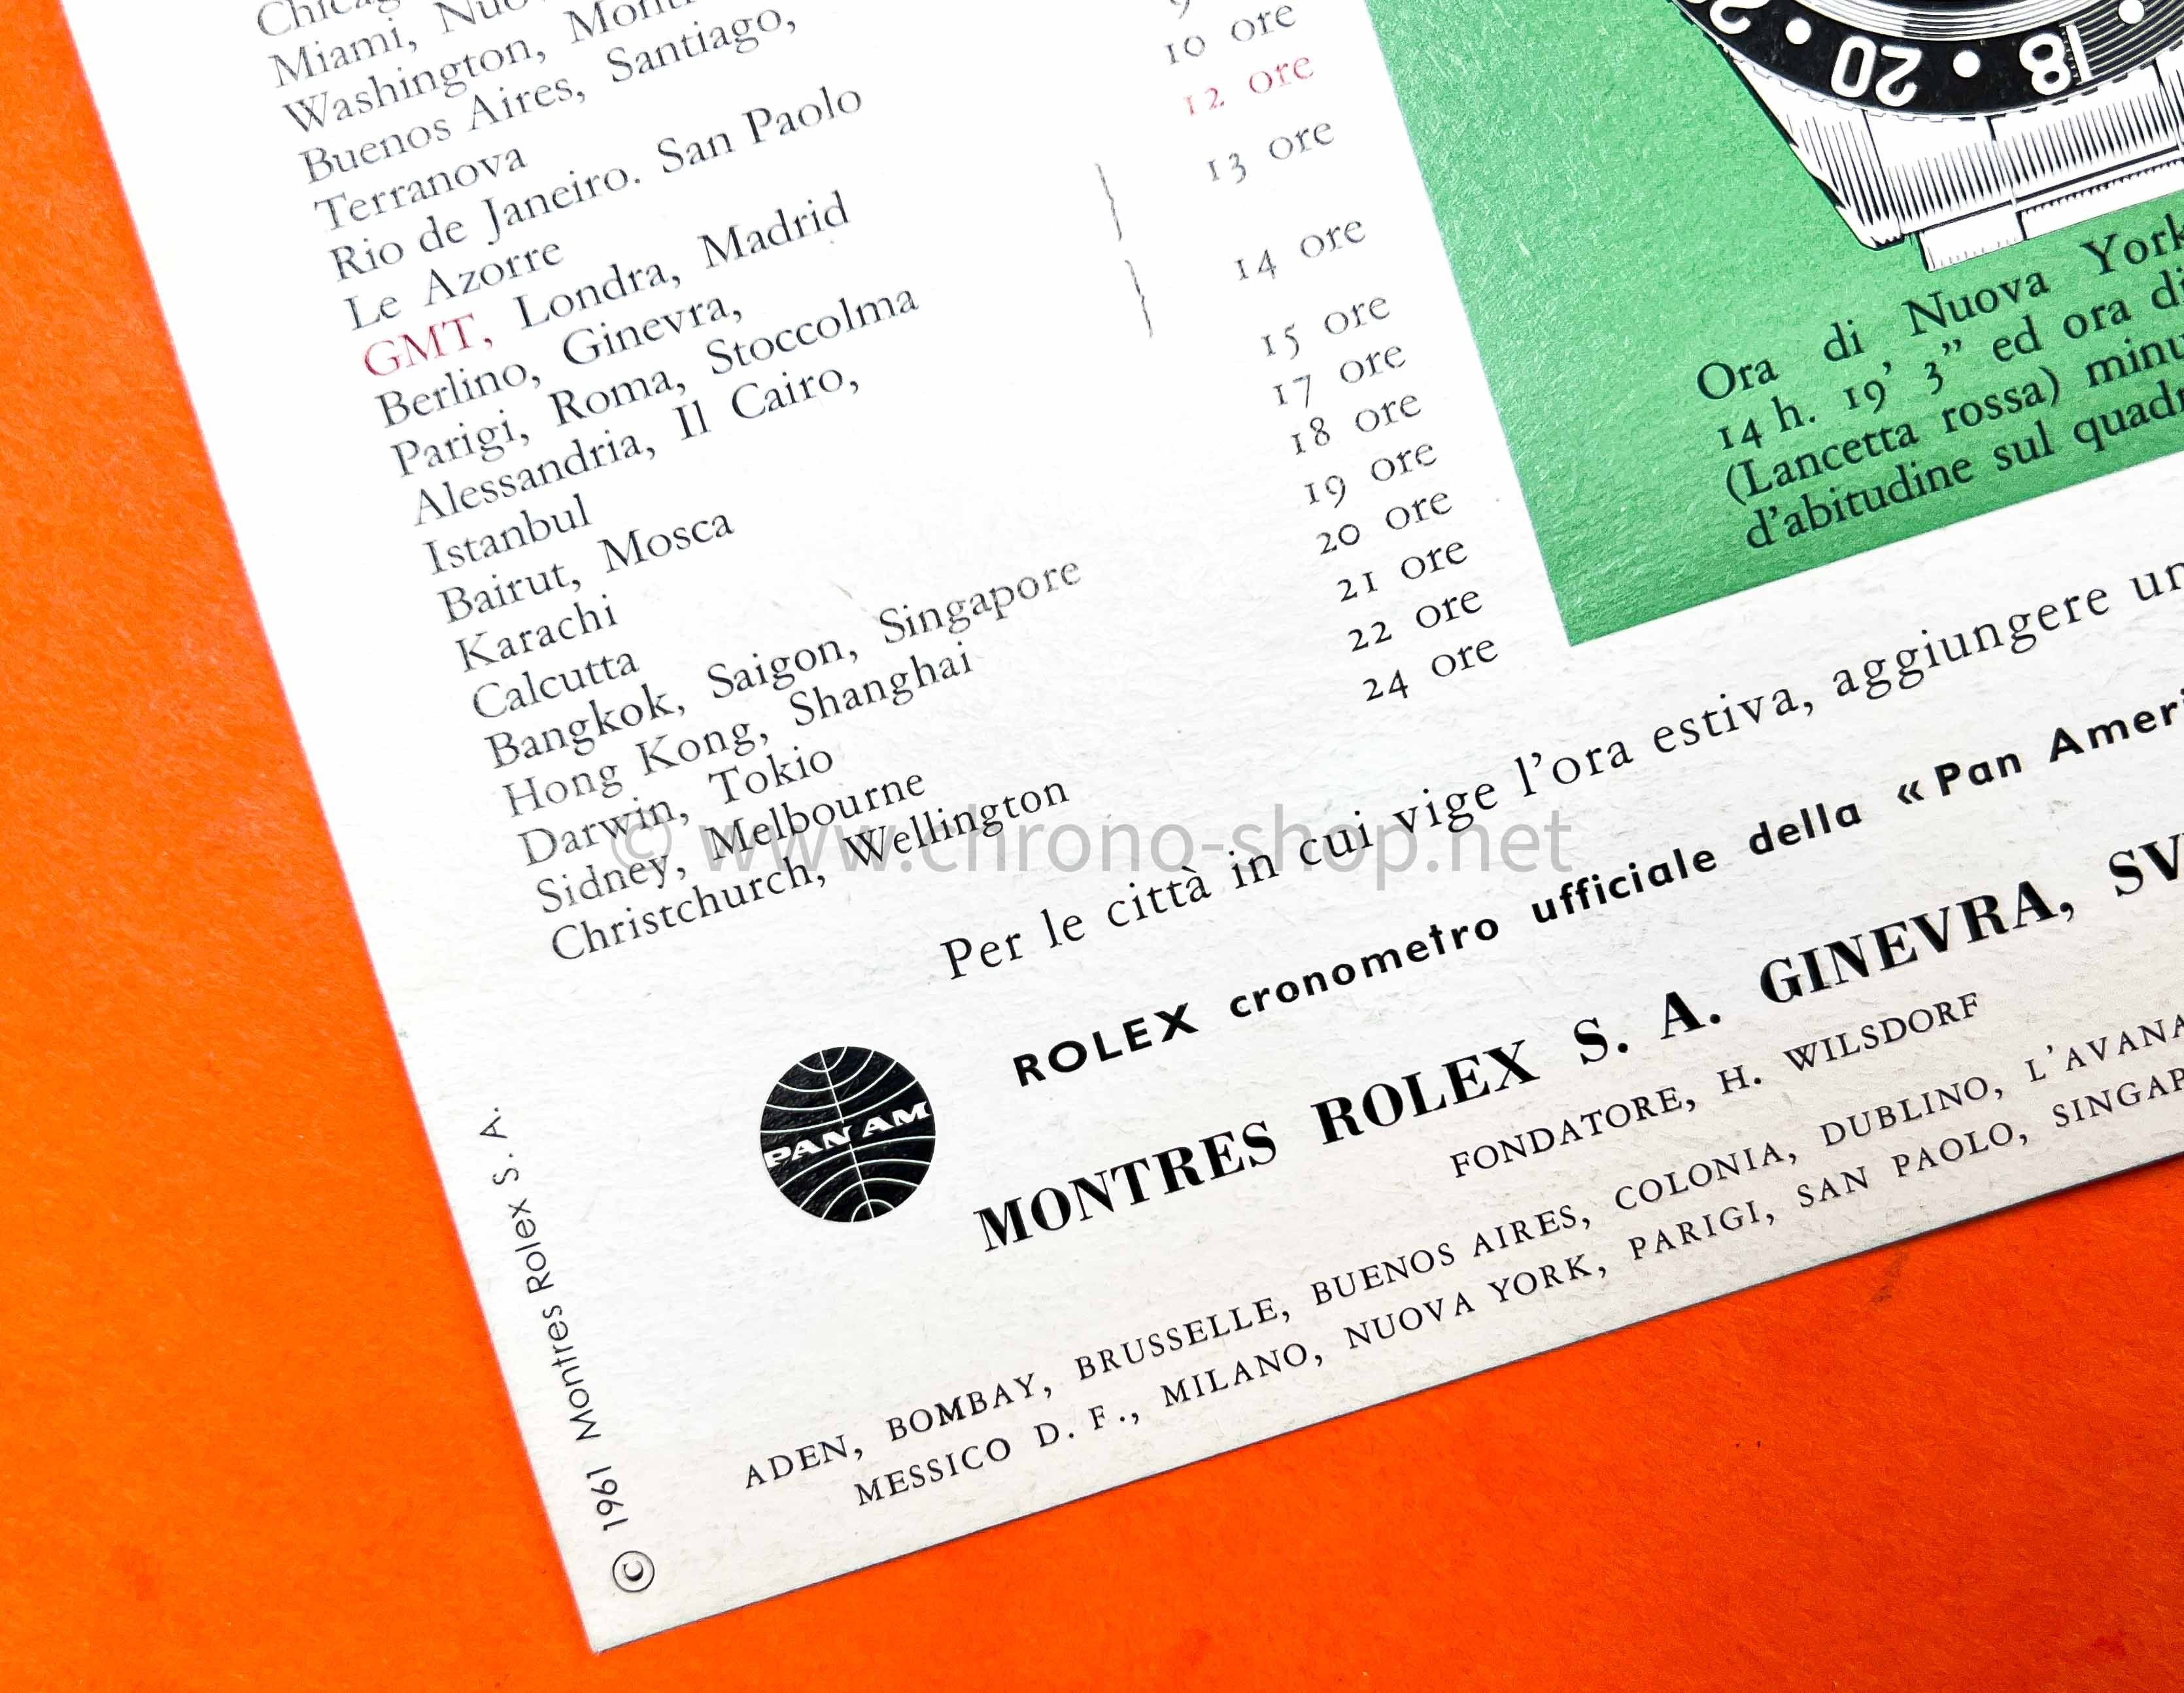 Miami,
Washington,
Buenos Aires, Santiago,
Terranova
Rio de Janeiro. San Paolo
Le Azorre
GMT, Londra, Madrid
Berlino, Ginevra,
Parigi, Roma, Stoccolma
Alessandria, Il Cairo,
Istanbul
Bairut, Mosca
Karachi
Calcutta
Bangkok, Saigon, Singapore
Hong Kong, Shanghai
Darwin, Tokio
Sidney, Melbourne
Christchurch, Wellington
10 ore
12 ore
13 ore
14 ore
15 ore
17 ore
18 ore
19 ore
20 ore
21 ore
22 ore
24 ore
20 18
Ora di Nuova York
14 h. 19' 3" ed ora di
(Lancetta rossa)
d'abitudine sul
Per le città in cui vige l'ora estiva, aggiungere
ROLEX cronometro ufficiale della « Pan
MONTRES ROLEX S. A. GINEVRA,
FONDATORE, H. WILSDORF
ADEN, BOMBAY, BRUSSELLE, BUENOS AIRES, COLONIA, DUBLINO, L'AVANA
MESSICO D. F., MILANO, NUOVA YORK, PARIGI, SAN PAOLO,
PAN AM
© 1961 Montres Rolex S. A.
© www.chrono-shop.net